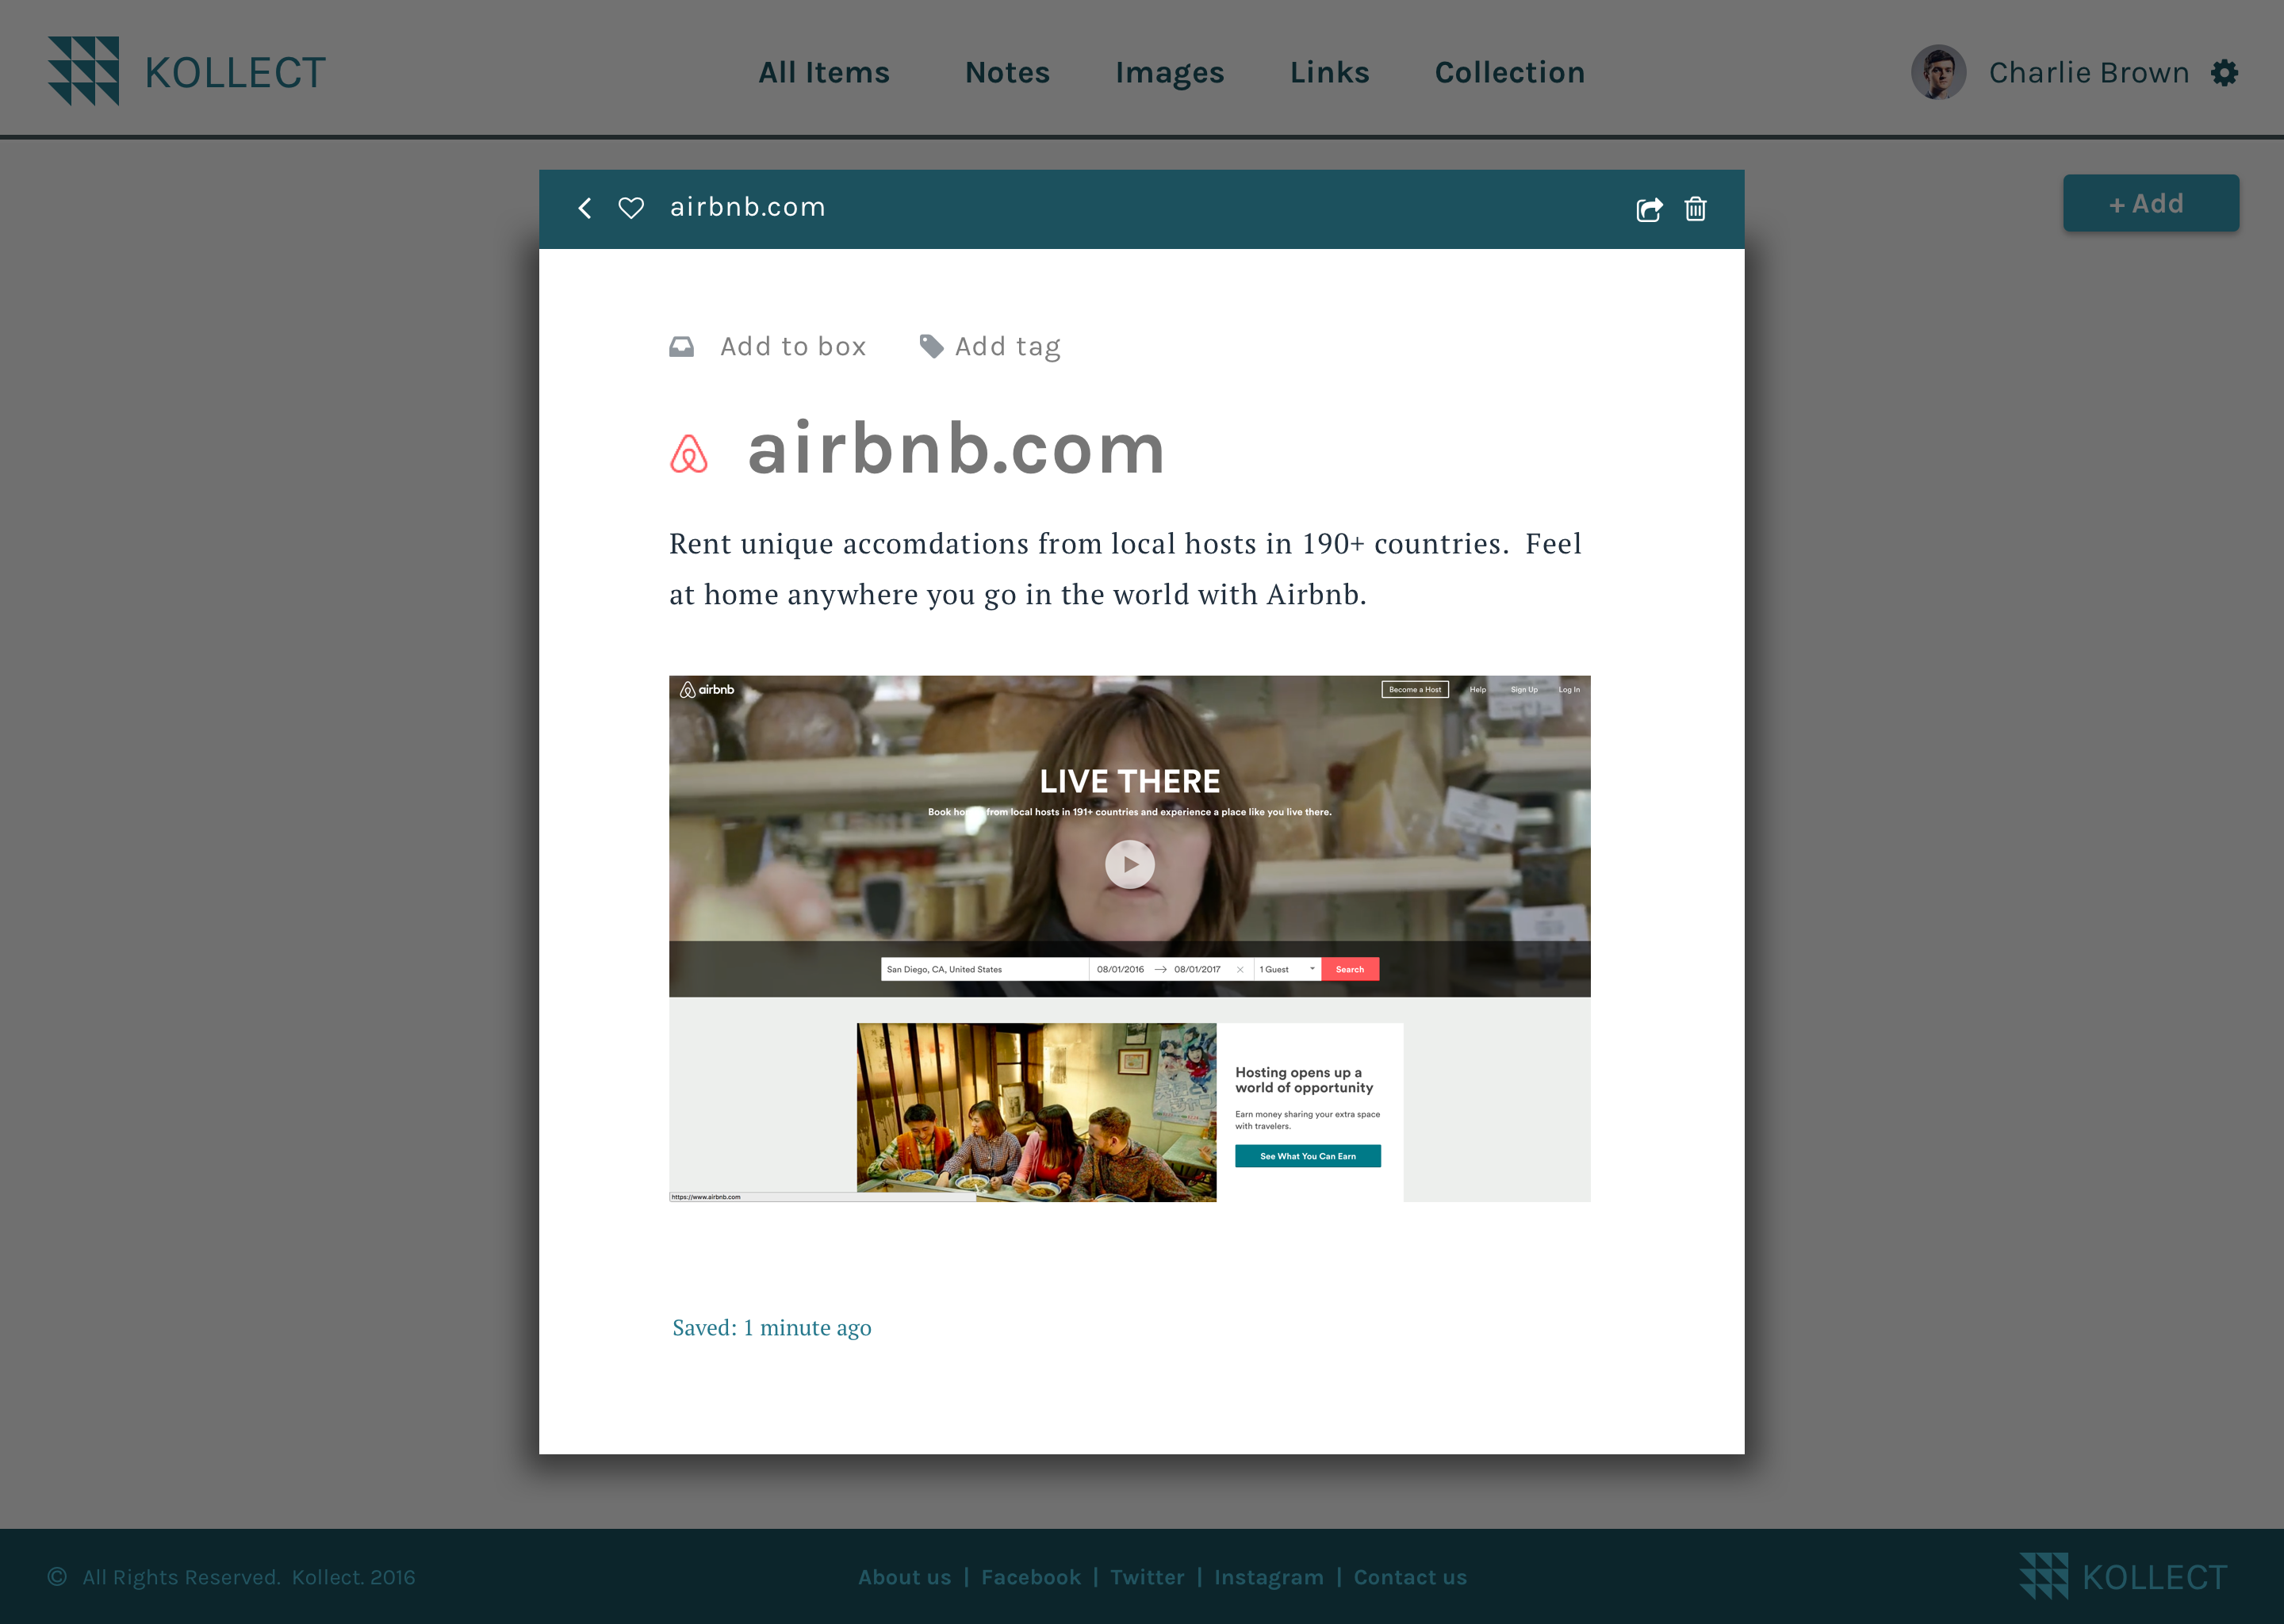 KOLLECT
All Items Notes Images Links Collection
Charlie Brown
+ Add
airbnb.com
Add to box Add tag
airbnb.com
Rent unique accomdations from local hosts in 190+ countries. Feel
at home anywhere you go in the world with Airbnb.
airbnb
Become a Host Help Sign Up Log In
LIVE THERE
Book from local hosts in 191+ countries and experience a place like you live there.
San Diego, CA, United States 08/01/2016 → 08/01/2017 × 1 Guest Search
Hosting opens up a
world of opportunity
Earn money sharing your extra space
with travelers.
See What You Can Earn
https://www.airbnb.com
Saved: 1 minute ago
© All Rights Reserved. Kollect. 2016
About us | Facebook | Twitter | Instagram | Contact us
KOLLECT